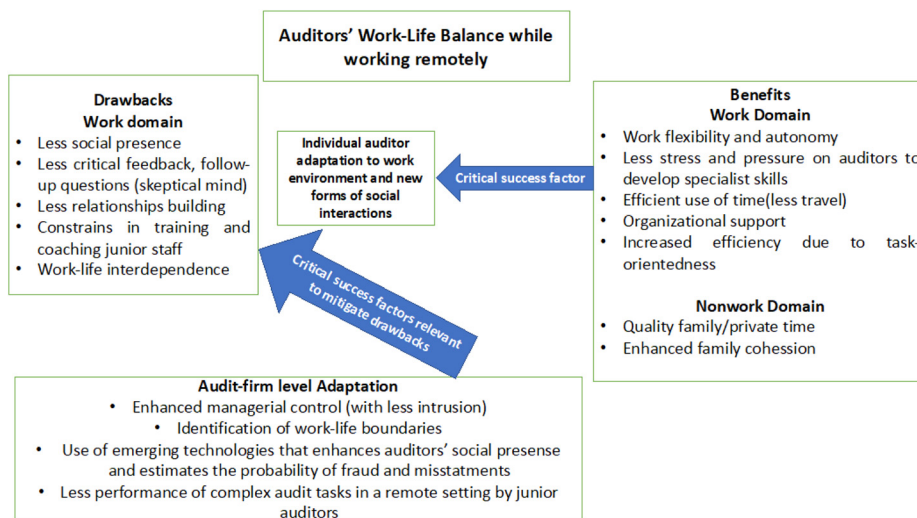 Auditors' Work-Life Balance while
working remotely
Drawbacks
Work domain
• Less social presence
• Less critical feedback, follow-
up questions (skeptical mind)
• Less relationships building
• Constrains in training and
coaching junior staff
• Work-life interdependence
Individual auditor
adaptation to work
environment and new
forms of social
interactions
Critical success factor
Benefits
Work Domain
• Work flexibility and autonomy
• Less stress and pressure on auditors to
develop specialist skills
• Efficient use of time(less travel)
• Organizational support
• Increased efficiency due to task-
orientedness
Nonwork Domain
• Quality family/private time
• Enhanced family cohession
Critical success factors relevant
to mitigate drawbacks
Audit-firm level Adaptation
• Enhanced managerial control (with less intrusion)
• Identification of work-life boundaries
• Use of emerging technologies that enhances auditors' social presense
and estimates the probability of fraud and misstatments
• Less performance of complex audit tasks in a remote setting by junior
auditors